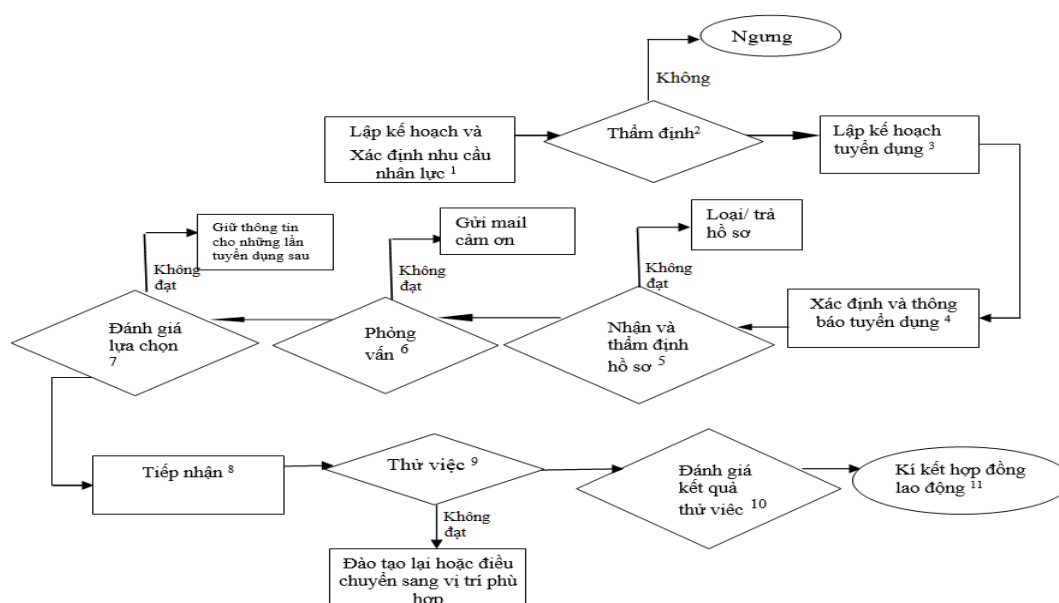 Ngưng
Không
Lập kế hoạch và
Xác định nhu cầu
nhân lực 1
Thẩm định2
Lập kế hoạch
tuyển dụng 3
Giữ thông tin
cho những lần
tuyển dụng sau
Không
đạt
Gửi mail
cảm ơn
Không
đạt
Loại/ trả
hồ sơ
Không
đạt
Xác định và thông
báo tuyển dụng 4
Nhận và
thẩm định
hồ sơ 5
Phỏng
vấn 6
Đánh giá
lựa chọn
7
Tiếp nhận 8
Thử việc 9
Không
đạt
Đào tạo lại hoặc điều
chuyển sang vị trí phù
hợp
Đánh giá
kết quả
thử viêc 10
Kí kết hợp đồng
lao động 11